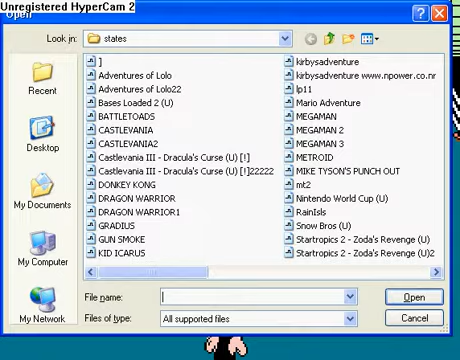 Unregistered HyperCam 2
Open
Look in:
states
]
Adventures of Lolo
Adventures of Lolo22
Bases Loaded 2 (U)
BATTLETOADS
CASTLEVANIA
CASTLEVANIA2
Castlevania III - Dracula's Curse (U) [!]
Castlevania III - Dracula's Curse (U) [!]22222
DONKEY KONG
DRAGON WARRIOR
DRAGON WARRIOR1
GRADIUS
GUN SMOKE
KID ICARUS
kirbysadventure
kirbysadventure www.npower.co.nr
lp11
Mario Adventure
MEGAMAN
MEGAMAN 2
MEGAMAN 3
METROID
MIKE TYSON'S PUNCH OUT
mt2
Nintendo World Cup (U)
RainIsls
Snow Bros (U)
Startropics 2 - Zoda's Revenge (U)
Startropics 2 - Zoda's Revenge (U)2
Recent
Desktop
My Documents
My Computer
My Network
File name:
Open
Files of type:
All supported files
Cancel